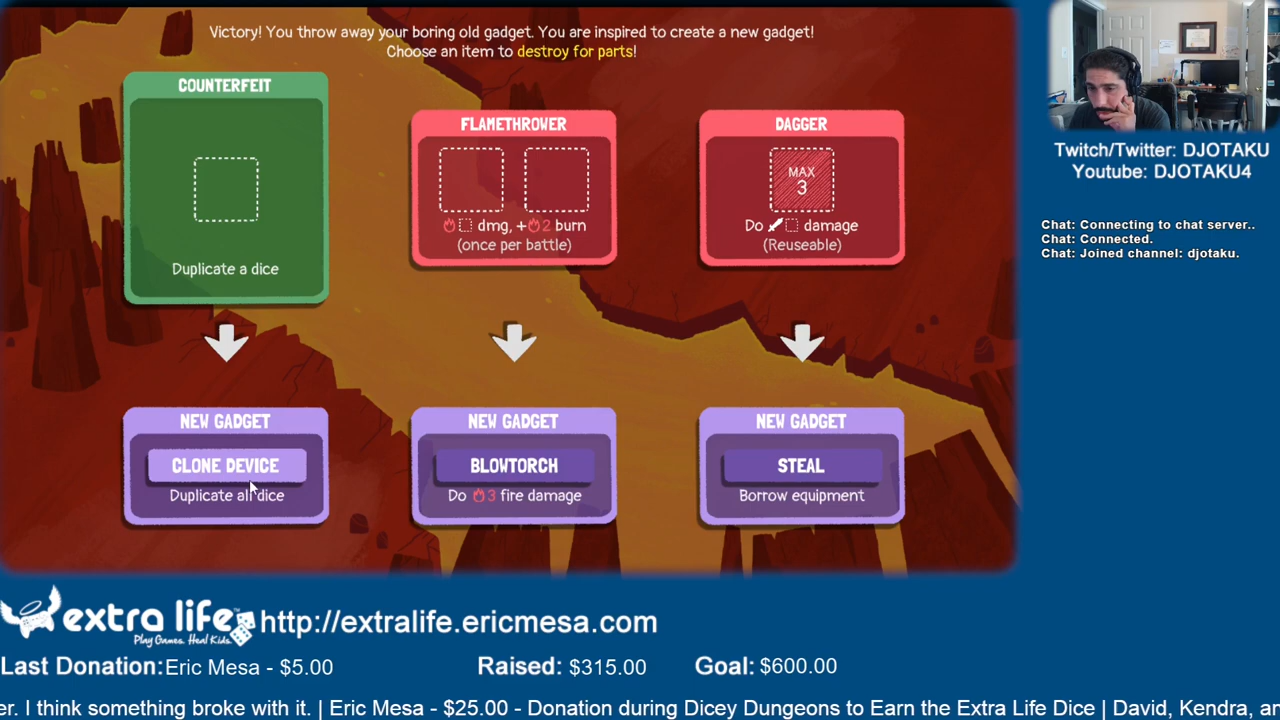 Victory! You throw away your boring old gadget. You are inspired to create a new gadget!
Choose an item to destroy for parts!
COUNTERFEIT
Duplicate a dice
FLAMETHROWER
dmg, + 2 burn
(once per battle)
DAGGER
MAX
3
Do damage
(Reuseable)
NEW GADGET
CLONE DEVICE
Duplicate all dice
NEW GADGET
BLOWTORCH
Do 3 fire damage
NEW GADGET
STEAL
Borrow equipment
Twitch/Twitter: DJOTAKU
Youtube: DJOTAKU4
Chat: Connecting to chat server..
Chat: Connected.
Chat: Joined channel: djotaku.
extra life
Play Games. Heal Kids.
http://extralife.ericmesa.com
Last Donation: Eric Mesa - $5.00
Raised: $315.00
Goal: $600.00
er. I think something broke with it. | Eric Mesa - $25.00 - Donation during Dicey Dungeons to Earn the Extra Life Dice | David, Kendra, an